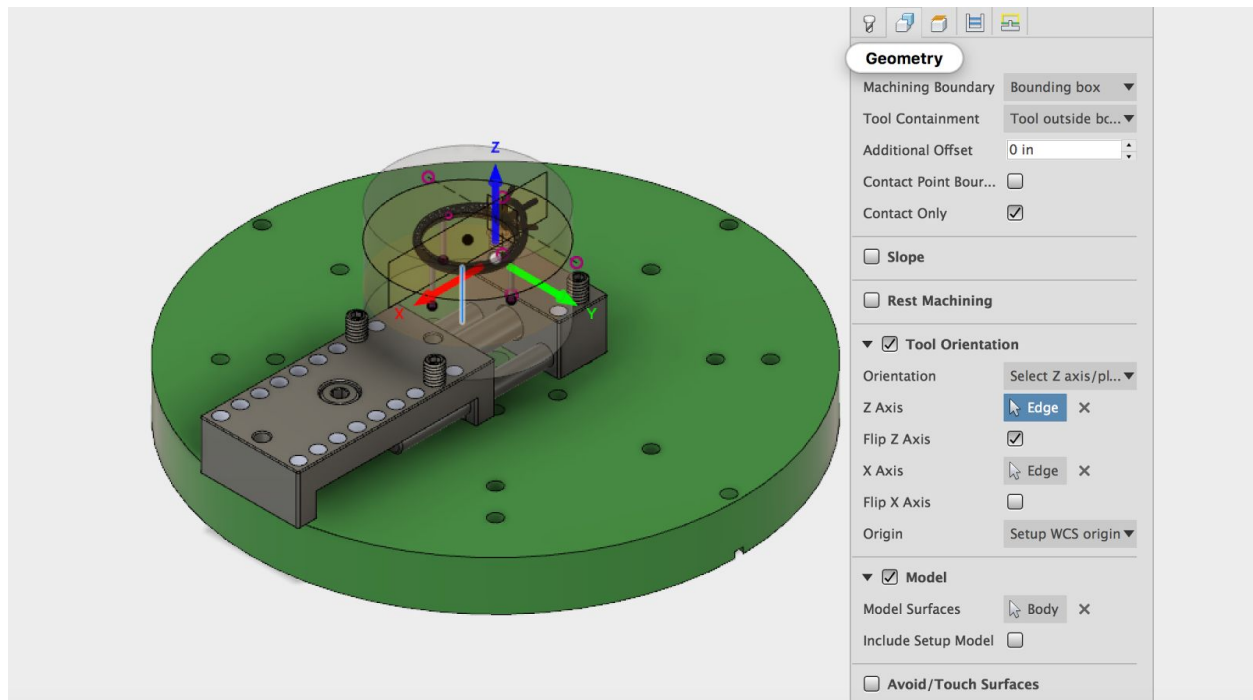 Geometry
Machining Boundary Bounding box
Tool Containment Tool outside bc...
Additional Offset 0 in
Contact Point Bour...
Contact Only
Slope
Rest Machining
Tool Orientation
Orientation Select Z axis/pl...
Z Axis Edge
Flip Z Axis
X Axis Edge
Flip X Axis
Origin Setup WCS origin
Model
Model Surfaces Body
Include Setup Model
Avoid/Touch Surfaces
Z
X
Y